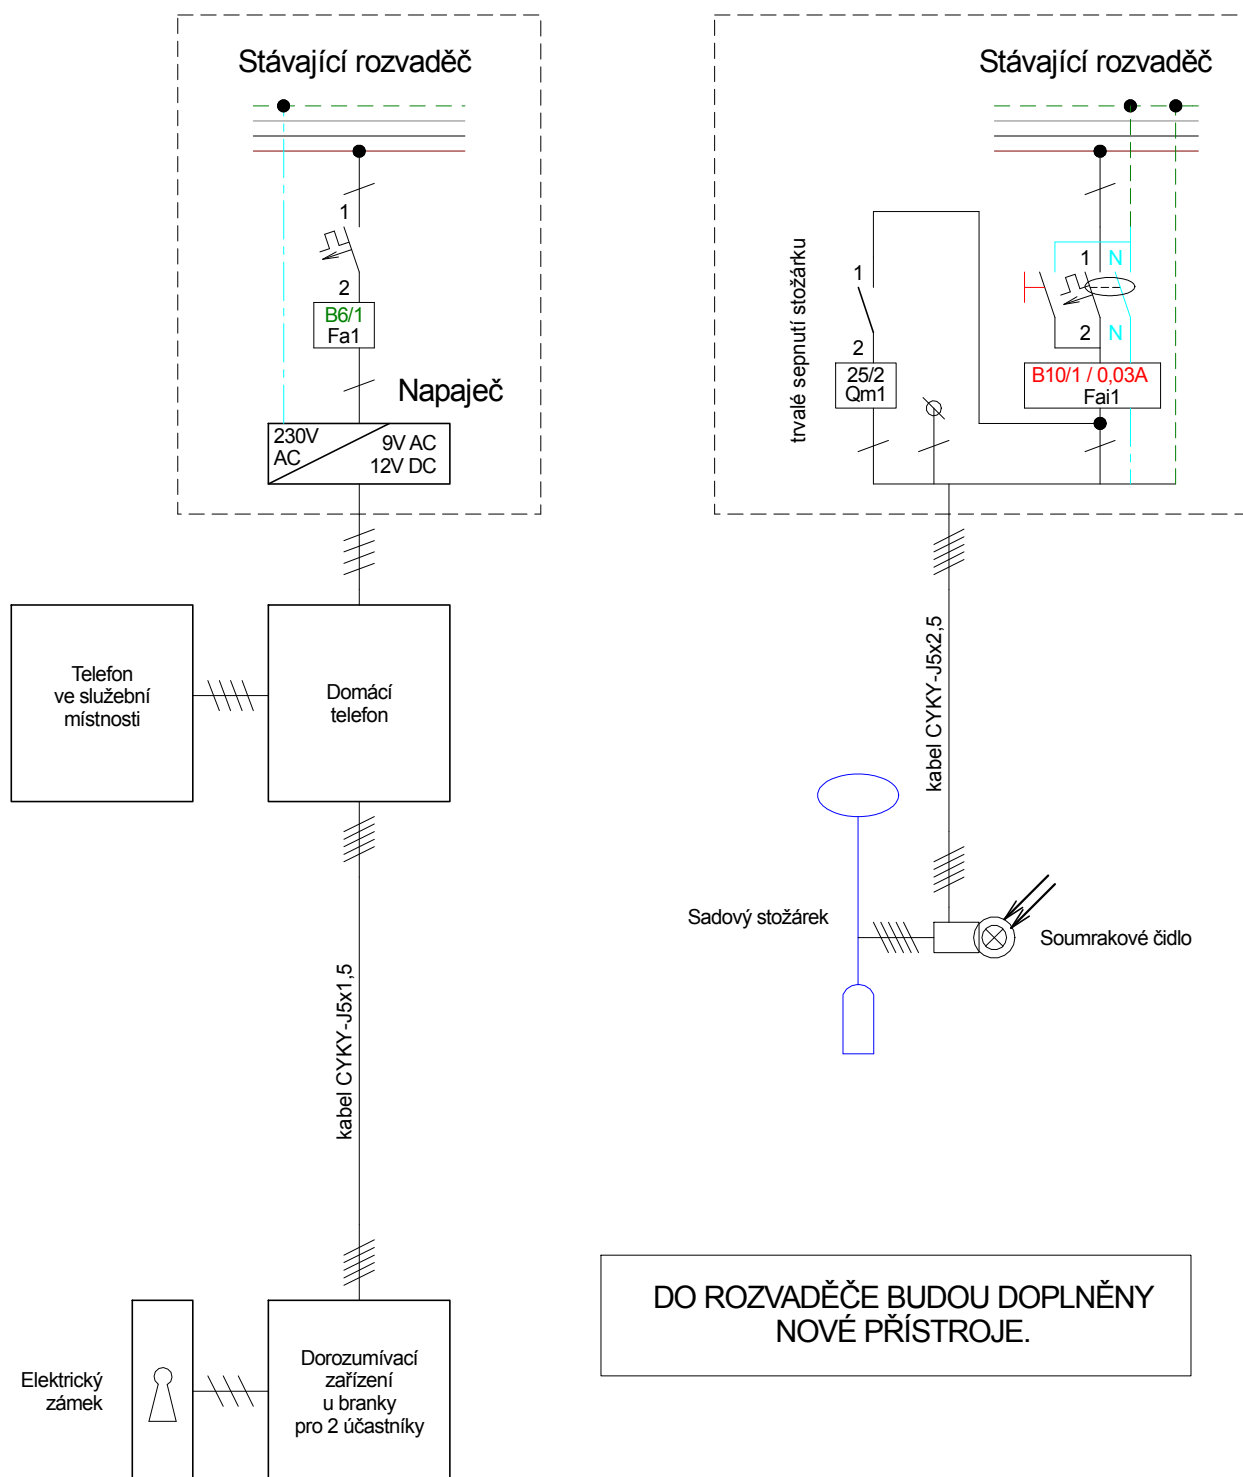 Stávající rozvaděč
1
2
B6/1
Fa1
Napaječ
230V
AC
9V AC
12V DC
Telefon
ve služební
místnosti
Domácí
telefon
kabel CYKY-J5x1,5
Elektrický
zámek
Dorozumívací
zařízení
u branky
pro 2 účastníky
Stávající rozvaděč
trvalé sepnutí stožárku
1
2
25/2
Qm1
1
N
2
N
B10/1 / 0,03A
Fai1
kabel CYKY-J5x2,5
Sadový stožárek
Soumrakové čidlo
DO ROZVADĚČE BUDOU DOPLNĚNY
NOVÉ PŘÍSTROJE.